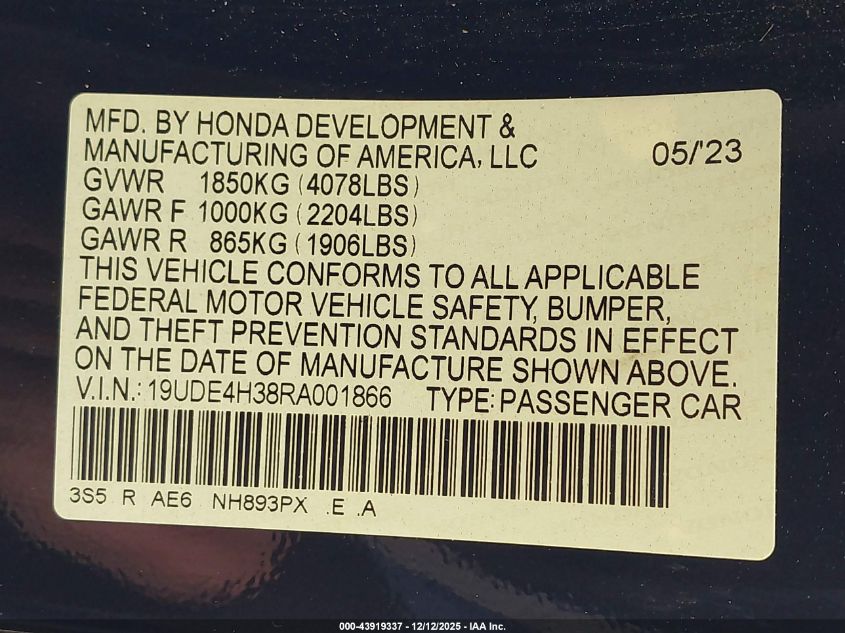 MFD. BY HONDA DEVELOPMENT &
MANUFACTURING OF AMERICA, LLC 05/'23
GVWR 1850KG (4078LBS)
GAWR F 1000KG (2204LBS)
GAWR R 865KG (1906LBS)
THIS VEHICLE CONFORMS TO ALL APPLICABLE
FEDERAL MOTOR VEHICLE SAFETY, BUMPER,
AND THEFT PREVENTION STANDARDS IN EFFECT
ON THE DATE OF MANUFACTURE SHOWN ABOVE.
V.I.N.: 19UDE4H38RA001866 TYPE: PASSENGER CAR
3S5 R AE6 NH893PX .E .A
000-43919337 - 12/12/2025 - IAA Inc.